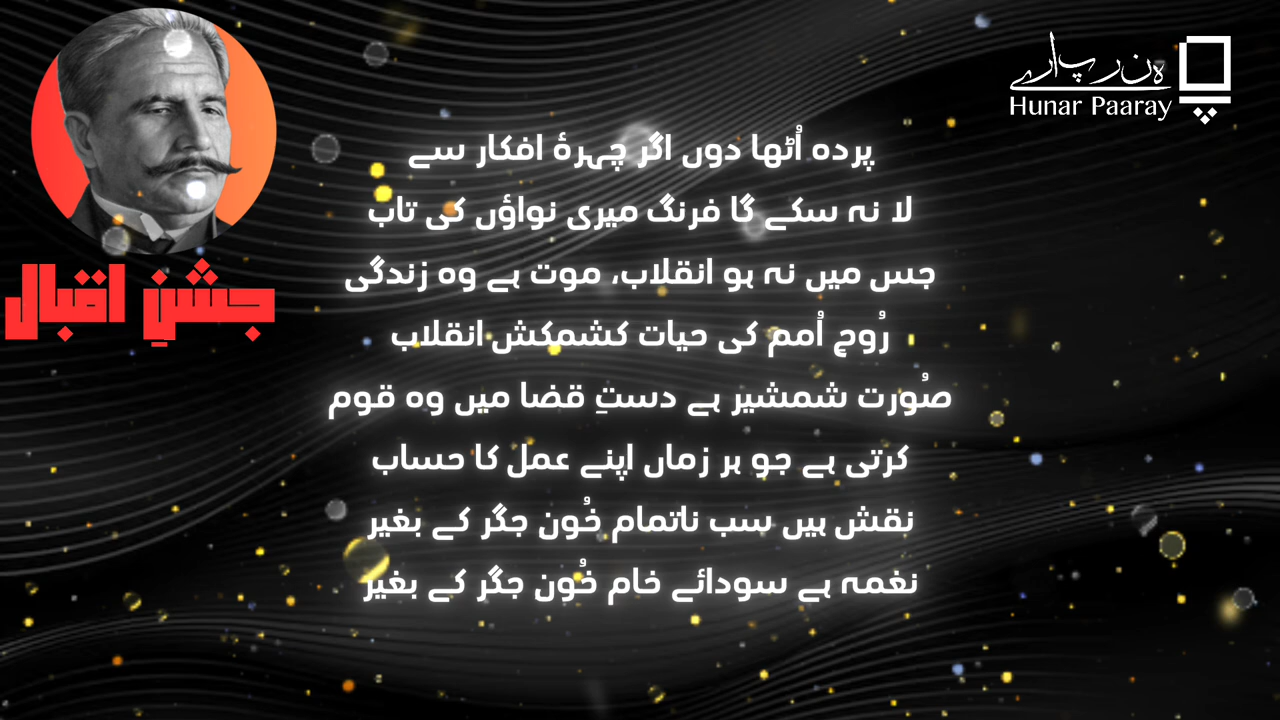 ہنر پارے
Hunar Paaray
جشنِ اقبال
پردہ اُٹھا دوں اگر چہرۂ افکار سے
لا نہ سکے گا فرنگ میری نواؤں کی تاب
جس میں نہ ہو انقلاب، موت ہے وہ زندگی
رُوحِ اُمم کی حیات کشمکشِ انقلاب
صُورت شمشیر ہے دستِ قضا میں وہ قوم
کرتی ہے جو ہر زماں اپنے عمل کا حساب
نقش ہیں سب ناتمام خُون جگر کے بغیر
نغمہ ہے سودائے خام خُونِ جگر کے بغیر